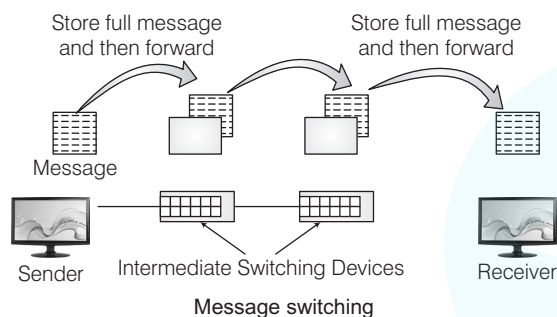 Store full message
and then forward
Store full message
and then forward
Message
Sender
Intermediate Switching Devices
Receiver
Message switching